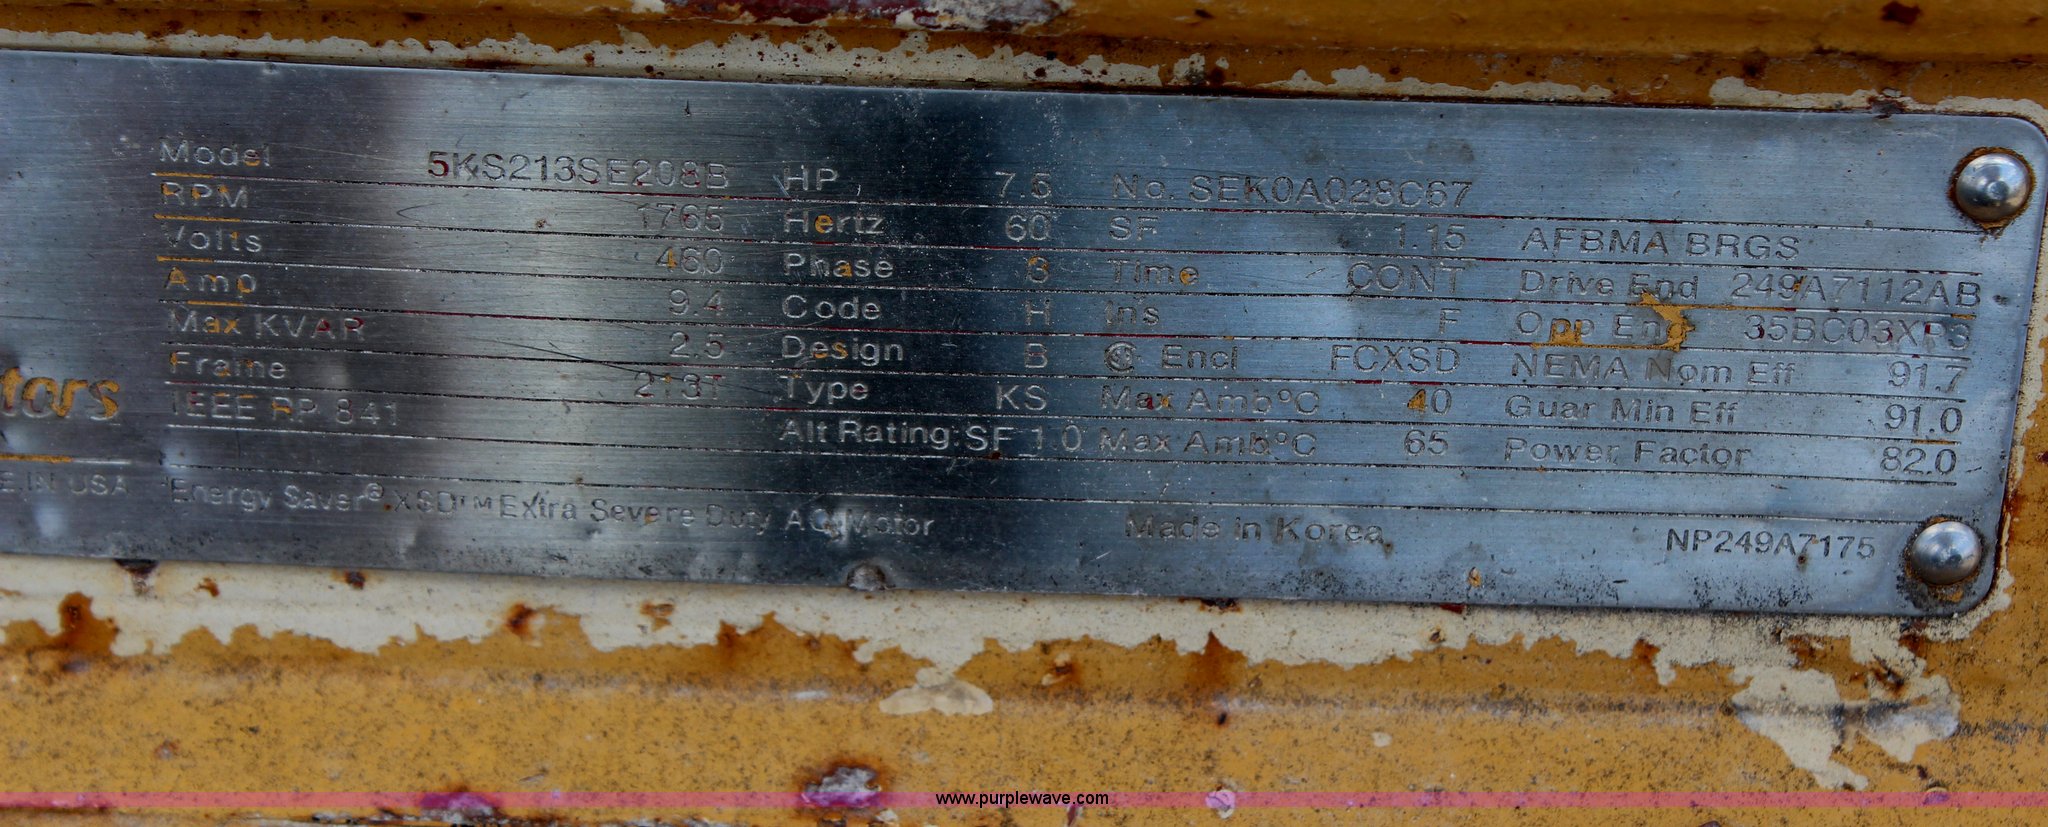 Model 5KS213SE208B HP 7.5 No. SEK0A028C67
RPM 1765 Hertz 60 SF 1.15 AFBMA BRGS
Volts 460 Phase 3 Time CONT Drive End 249A7112AB
Amp 9.4 Code H Ins F Opp End 35BC03XP3
Max KVAR 2.5 Design B Encl FCXSD NEMA Nom Eff 91.7
Frame 213T Type KS Max Amb°C 40 Guar Min Eff 91.0
IEEE RP 841 Alt Rating: SF 1.0 Max Amb°C 65 Power Factor 82.0
tors
E IN USA Energy Saver® XSD™ Extra Severe Duty AC Motor Made in Korea NP249A7175
www.purplewave.com